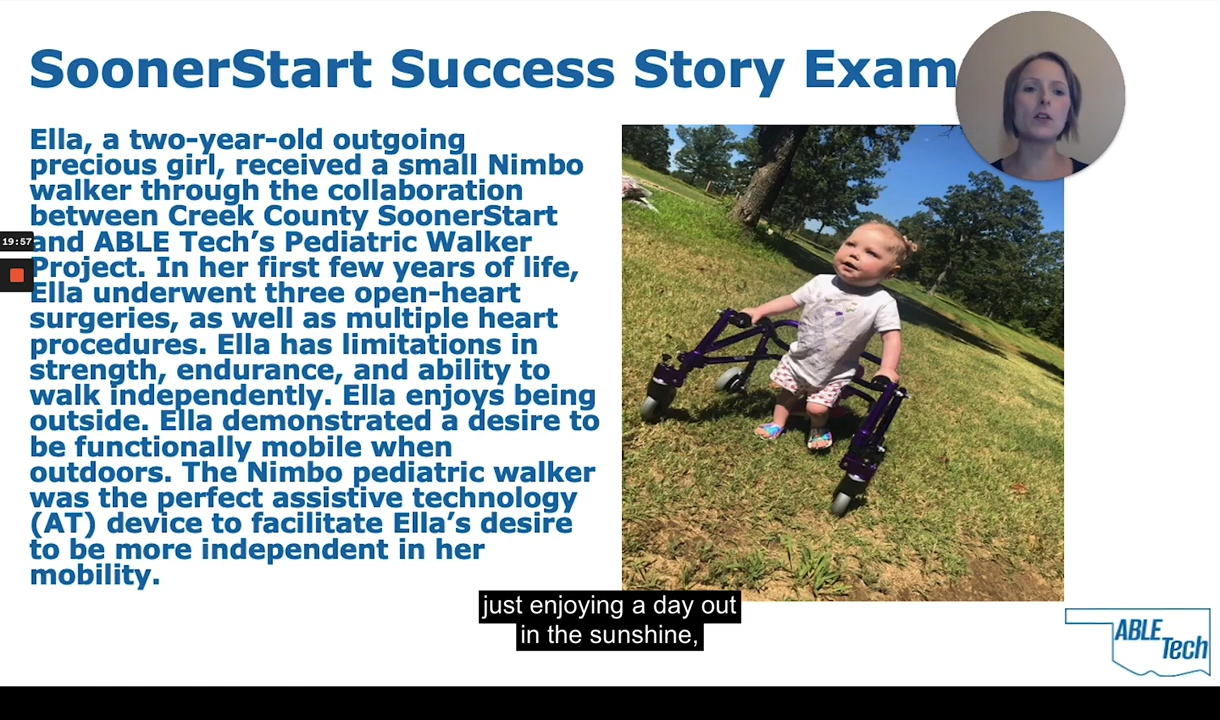 SoonerStart Success Story Exam
Ella, a two-year-old outgoing
precious girl, received a small Nimbo
walker through the collaboration
between Creek County SoonerStart
and ABLE Tech’s Pediatric Walker
Project. In her first few years of life,
Ella underwent three open-heart
surgeries, as well as multiple heart
procedures. Ella has limitations in
strength, endurance, and ability to
walk independently. Ella enjoys being
outside. Ella demonstrated a desire to
be functionally mobile when
outdoors. The Nimbo pediatric walker
was the perfect assistive technology
(AT) device to facilitate Ella’s desire
to be more independent in her
mobility.
19:57
just enjoying a day out
in the sunshine,
ABLE
Tech